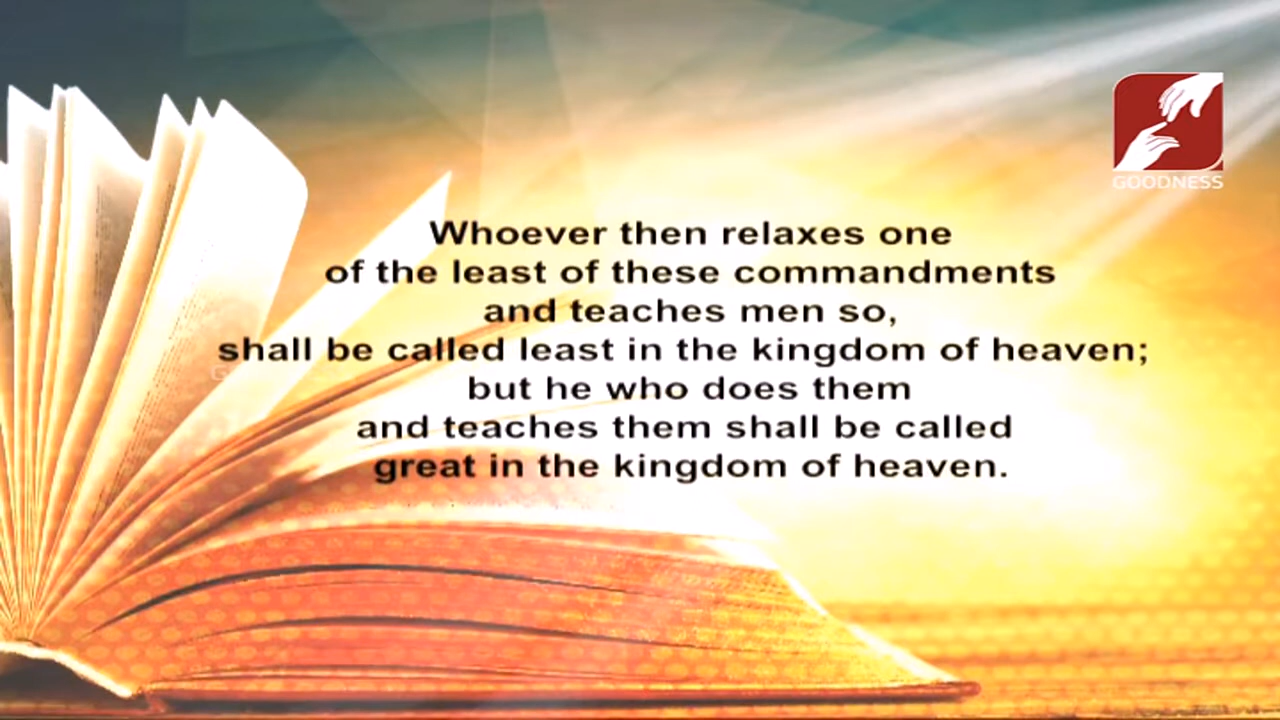 GOODNESS
Whoever then relaxes one
of the least of these commandments
and teaches men so,
shall be called least in the kingdom of heaven;
but he who does them
and teaches them shall be called
great in the kingdom of heaven.